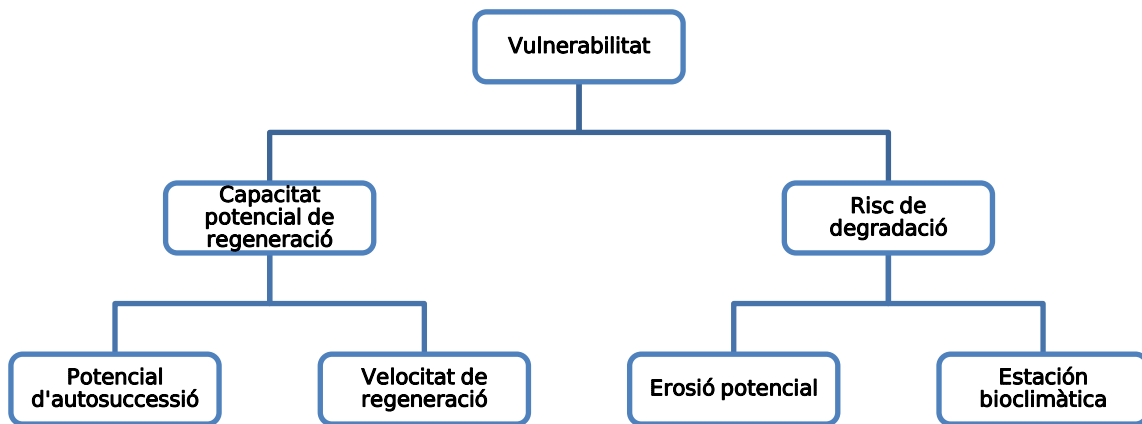 Vulnerabilitat
Capacitat
potencial de
regeneració
Risc de
degradació
Potencial
d'autosuccessió
Velocitat de
regeneració
Erosió potencial
Estación
bioclimàtica